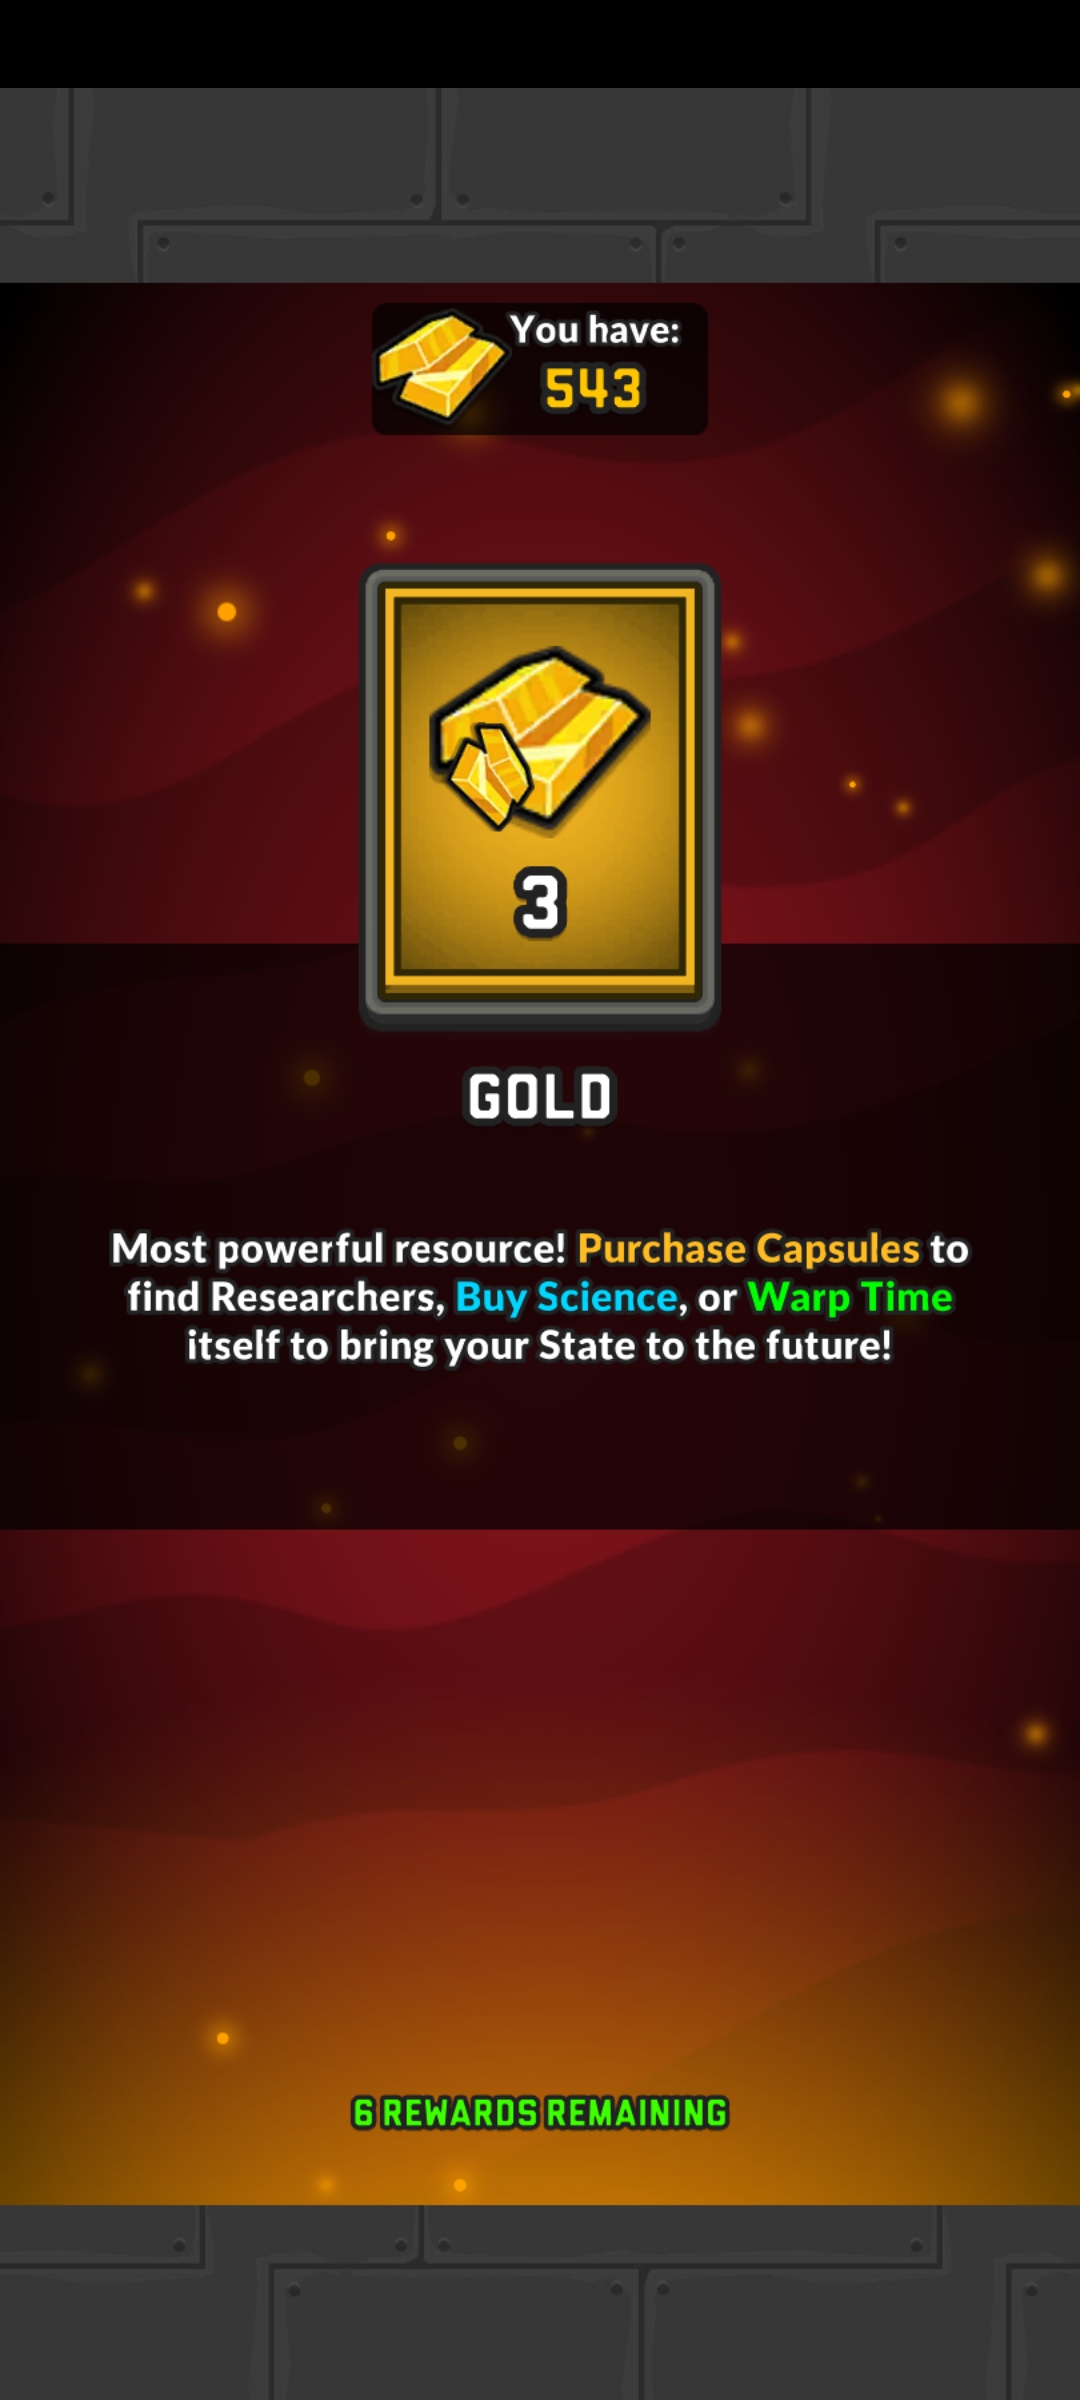 You have:
543
3
GOLD
Most powerful resource! Purchase Capsules to
find Researchers, Buy Science, or Warp Time
itself to bring your State to the future!
6 REWARDS REMAINING